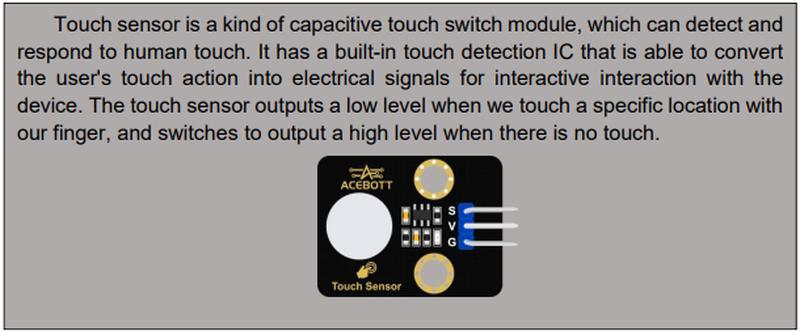 Touch sensor is a kind of capacitive touch switch module, which can detect and
respond to human touch. It has a built-in touch detection IC that is able to convert
the user's touch action into electrical signals for interactive interaction with the
device. The touch sensor outputs a low level when we touch a specific location with
our finger, and switches to output a high level when there is no touch.
ACEBOTT
S
V
G
Touch Sensor